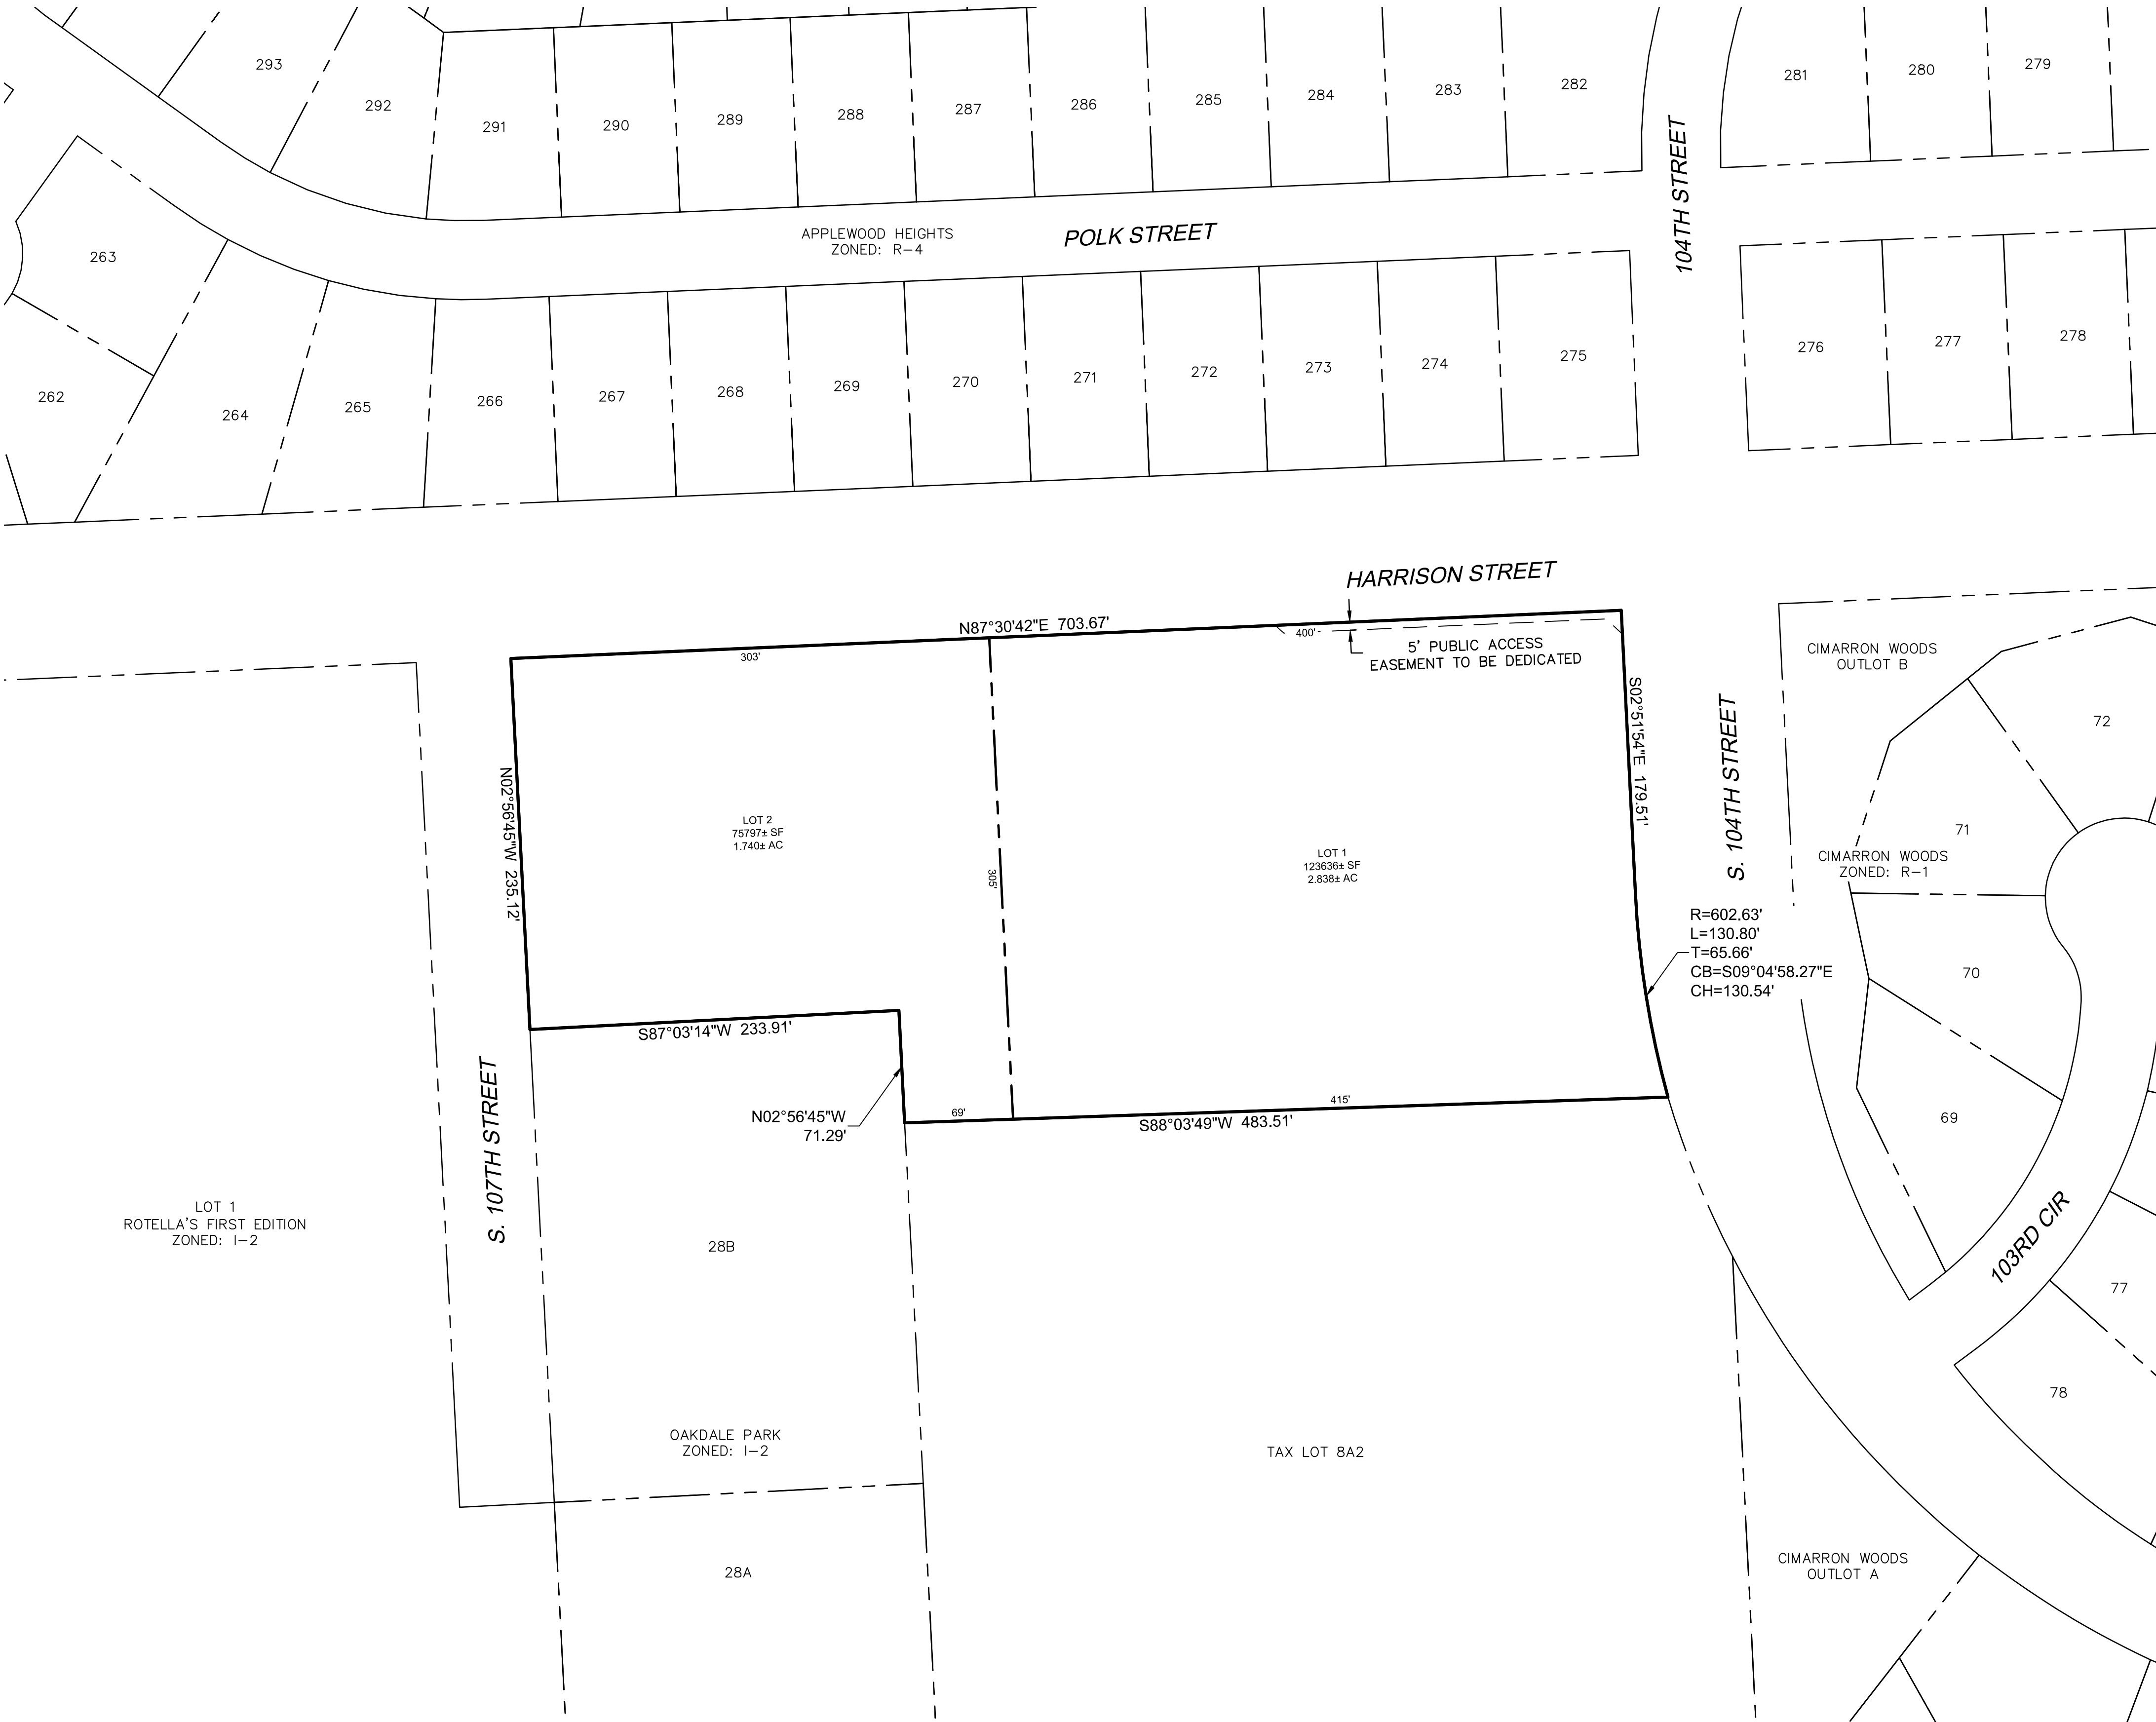 293
292
291
290
289
288
287
286
285
284
283
282
281
280
279
104TH STREET
APPLEWOOD HEIGHTS
ZONED: R-4
POLK STREET
263
262
264
265
266
267
268
269
270
271
272
273
274
275
276
277
278
HARRISON STREET
N87°30'42"E 703.67'
303'
400'
5' PUBLIC ACCESS
EASEMENT TO BE DEDICATED
CIMARRON WOODS
OUTLOT B
72
S02°51'54"E 179.51'
S. 104TH STREET
N02°56'45"W 235.12'
LOT 2
75797± SF
1.740± AC
305'
LOT 1
123636± SF
2.838± AC
71
CIMARRON WOODS
ZONED: R-1
R=602.63'
L=130.80'
T=65.66'
CB=S09°04'58.27"E
CH=130.54'
70
S87°03'14"W 233.91'
S. 107TH STREET
N02°56'45"W
71.29'
69'
415'
S88°03'49"W 483.51'
69
103RD CIR
LOT 1
ROTELLA'S FIRST EDITION
ZONED: I-2
28B
77
78
OAKDALE PARK
ZONED: I-2
TAX LOT 8A2
28A
CIMARRON WOODS
OUTLOT A